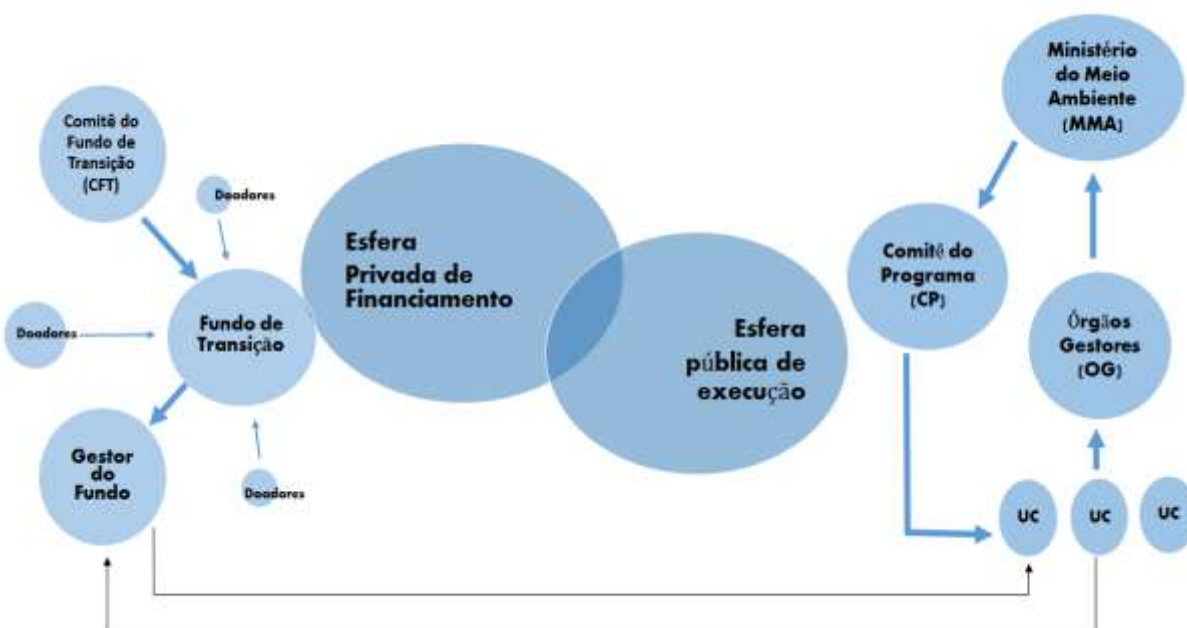 Comitê do
Fundo de
Transição
(CFT)
Doadores
Doadores
Fundo de
Transição
Gestor
do
Fundo
Doadores
Esfera
Privada de
Financiamento
Esfera
pública de
execução
Ministério
do Meio
Ambiente
(MMA)
Comitê do
Programa
(CP)
Órgãos
Gestores
(OG)
UC
UC
UC